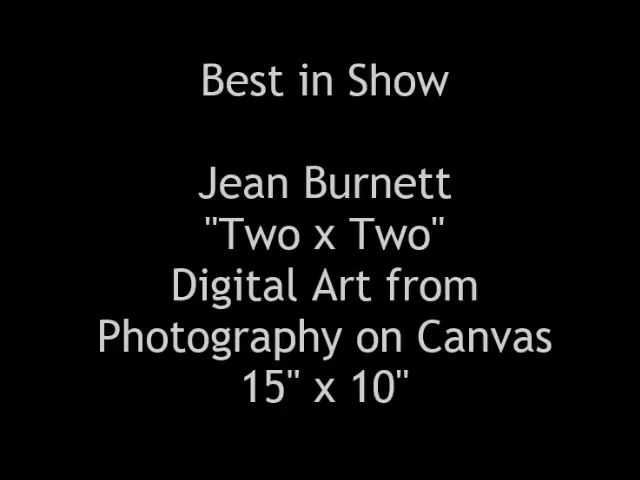 Best in Show
Jean Burnett
"Two x Two"
Digital Art from
Photography on Canvas
15" x 10"